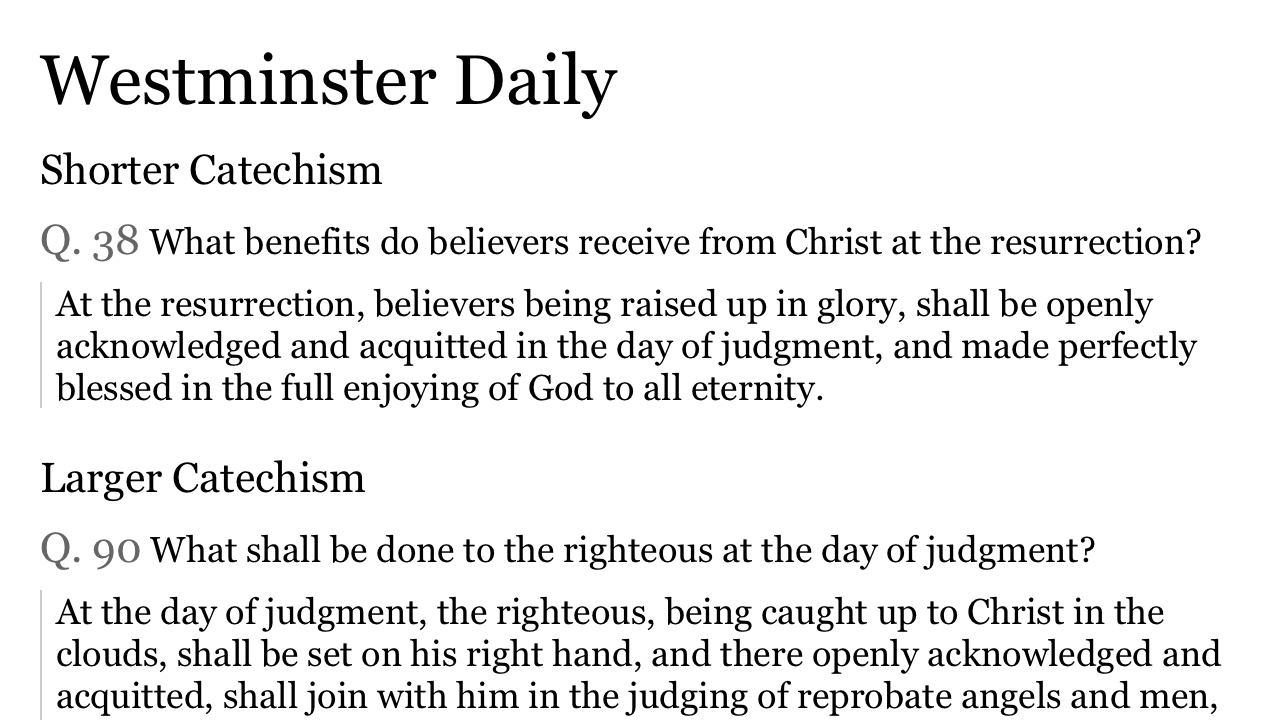 Westminster Daily
Shorter Catechism
Q. 38 What benefits do believers receive from Christ at the resurrection?
At the resurrection, believers being raised up in glory, shall be openly
acknowledged and acquitted in the day of judgment, and made perfectly
blessed in the full enjoying of God to all eternity.
Larger Catechism
Q. 90 What shall be done to the righteous at the day of judgment?
At the day of judgment, the righteous, being caught up to Christ in the
clouds, shall be set on his right hand, and there openly acknowledged and
acquitted, shall join with him in the judging of reprobate angels and men,